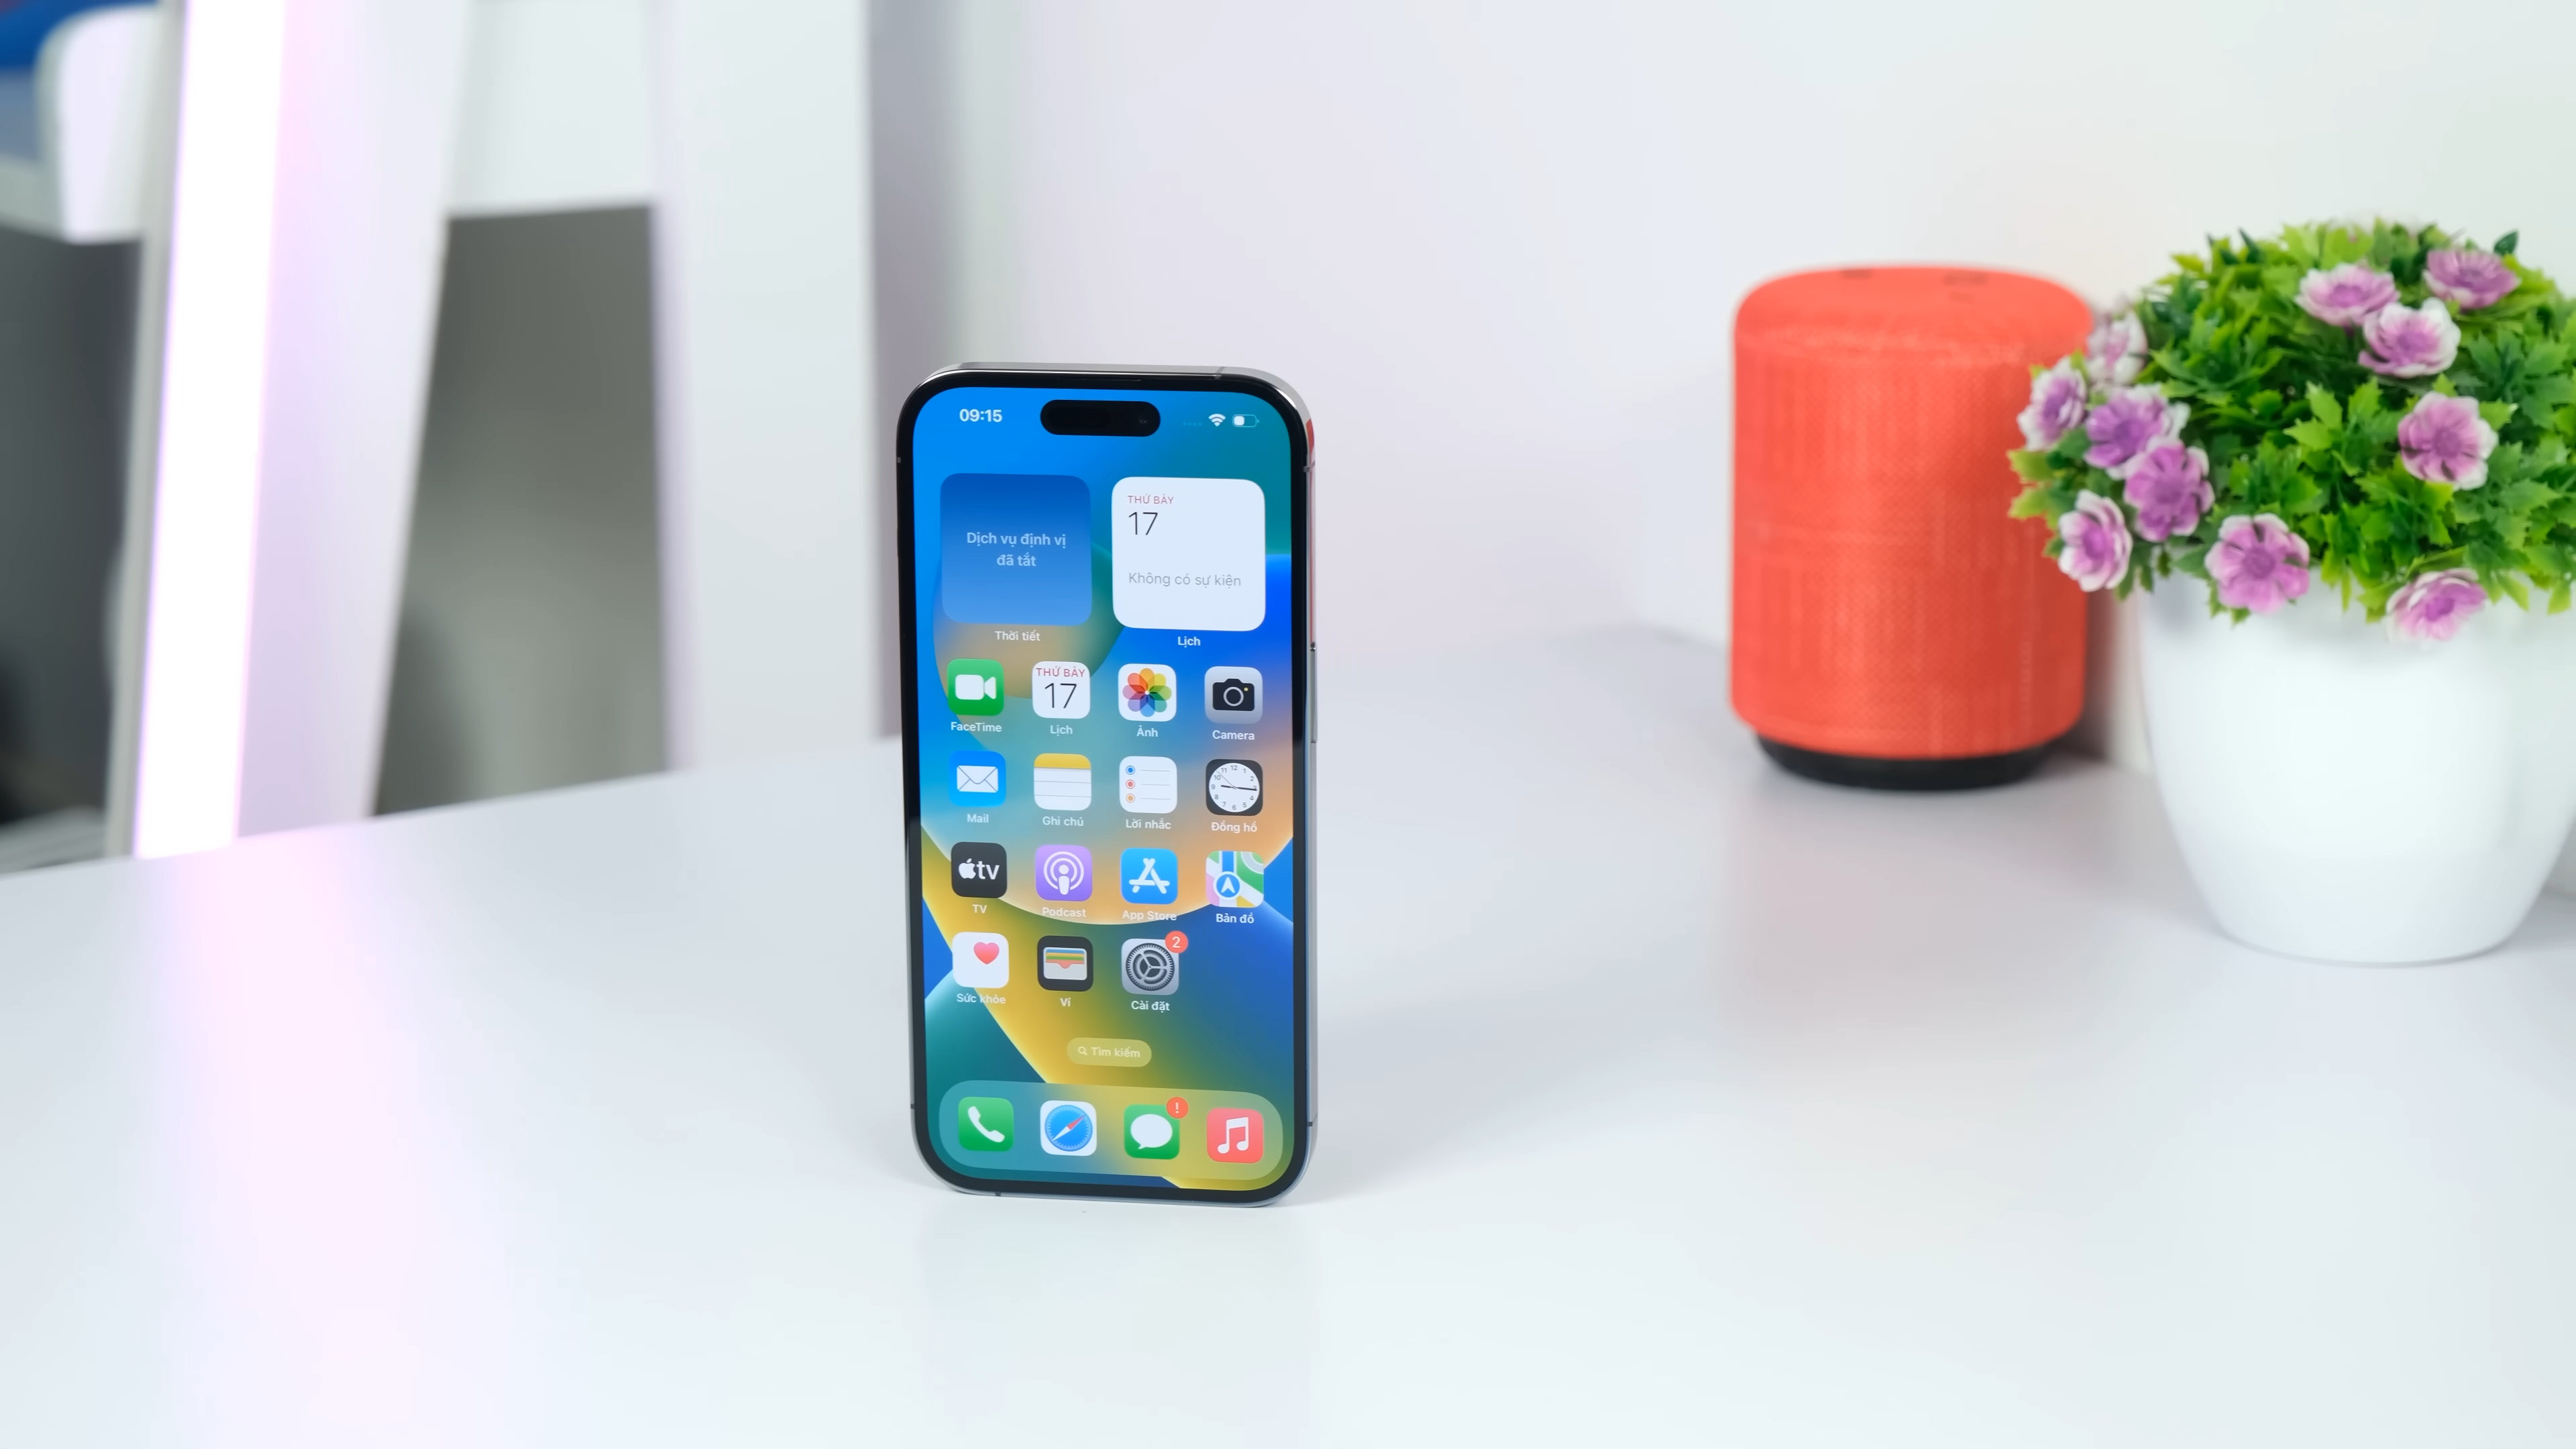 09:15
Dịch vụ định vị
đã tắt
Thời tiết
THỨ BẢY
17
Không có sự kiện
Lịch
FaceTime
THỨ BẢY
17
Lịch
Ảnh
Camera
Mail
Ghi chú
Lời nhắc
Đồng hồ
tv
TV
Podcast
App Store
Bản đồ
Sức khỏe
Ví
2
Cài đặt
Tìm kiếm
!